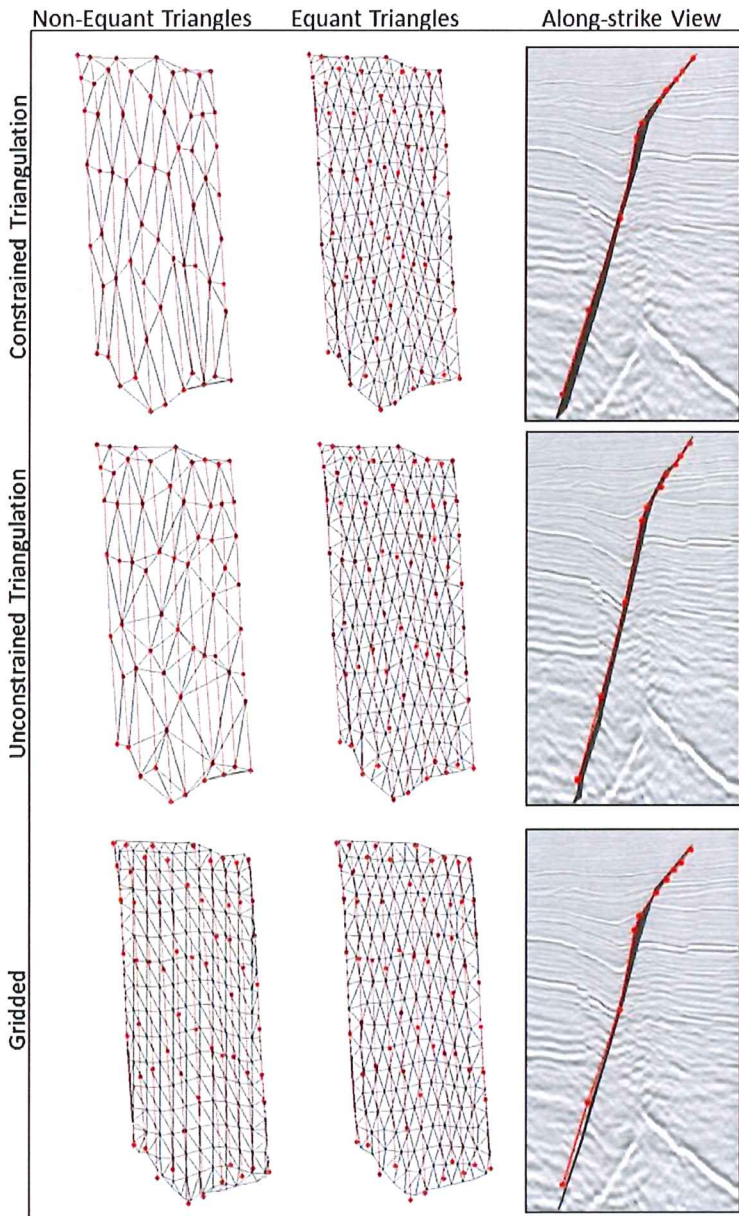 Non-Equant Triangles
Equant Triangles
Along-strike View
Constrained Triangulation
Unconstrained Triangulation
Gridded